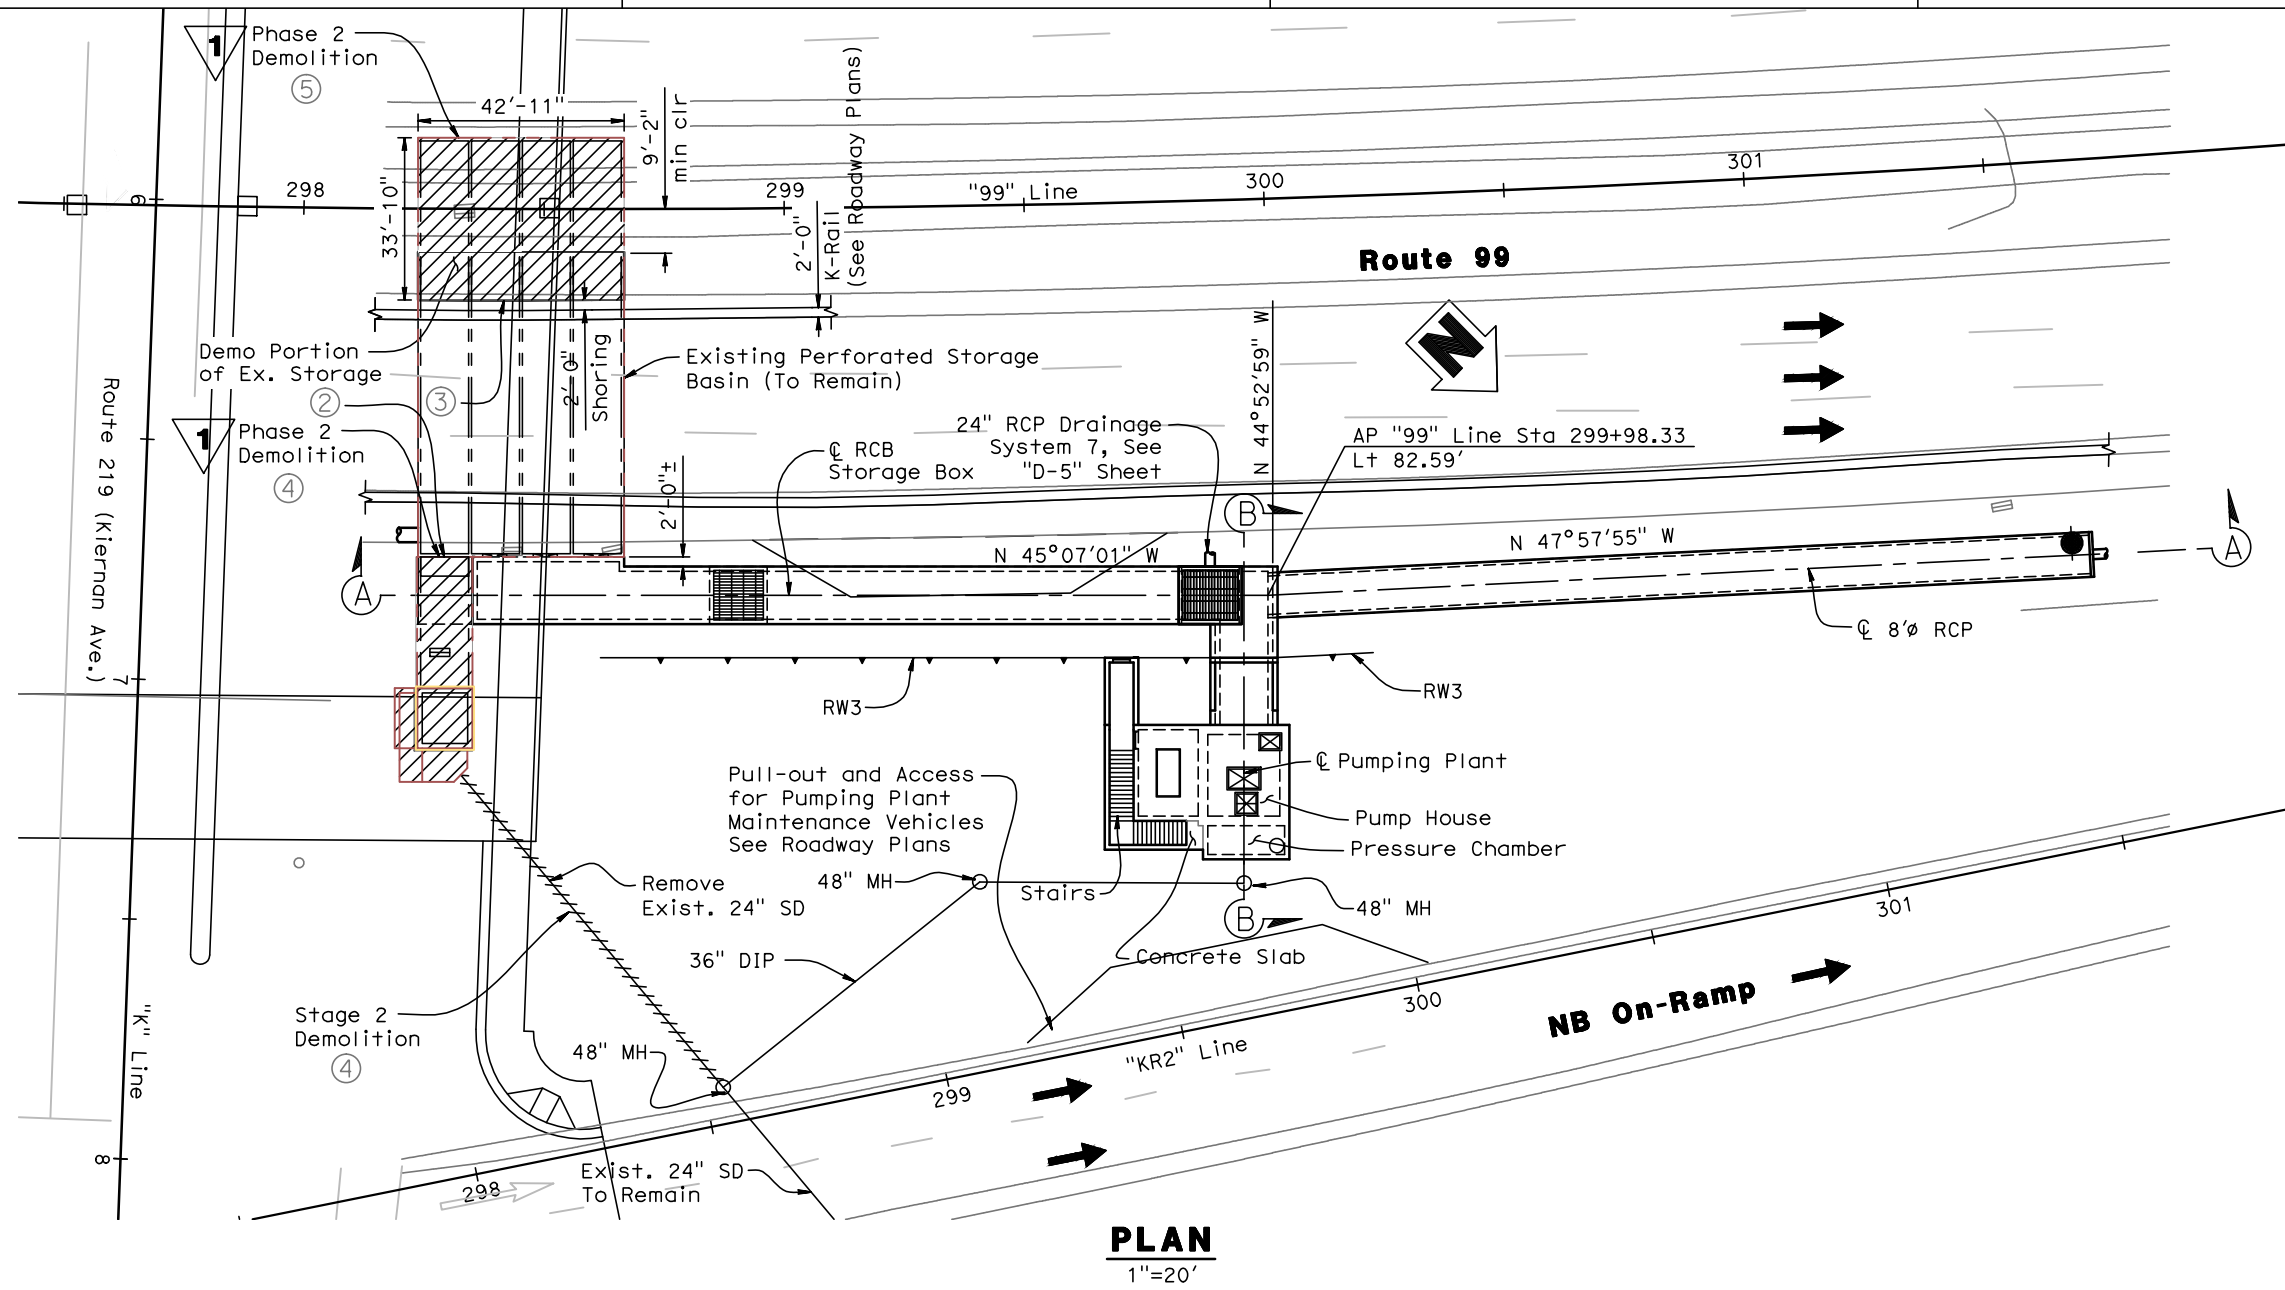 1
Phase 2
Demolition
5
42'-11"
9'-2"
min clr
K-Rail
(See Roadway Plans)
2'-0"
33'-10"
6
298
299
"99" Line
300
301
Route 99
N
Demo Portion
of Ex. Storage
2
3
2'-0"
Shoring
Existing Perforated Storage
Basin (To Remain)
1
Phase 2
Demolition
4
Route 219 (Kiernan Ave.)
7
℄ RCB
Storage Box
24" RCP Drainage
System 7, See
"D-5" Sheet
N 44°52'59" W
AP "99" Line Sta 299+98.33
Lt 82.59'
2'-0"±
B
A
N 45°07'01" W
N 47°57'55" W
A
℄ 8'ø RCP
RW3
RW3
℄ Pumping Plant
Pump House
Pressure Chamber
Pull-out and Access
for Pumping Plant
Maintenance Vehicles
See Roadway Plans
Remove
Exist. 24" SD
48" MH
Stairs
48" MH
B
36" DIP
Concrete Slab
301
300
NB On-Ramp
Stage 2
Demolition
4
"K" Line
48" MH
"KR2" Line
299
8
298
Exist. 24" SD
To Remain
PLAN
1"=20'